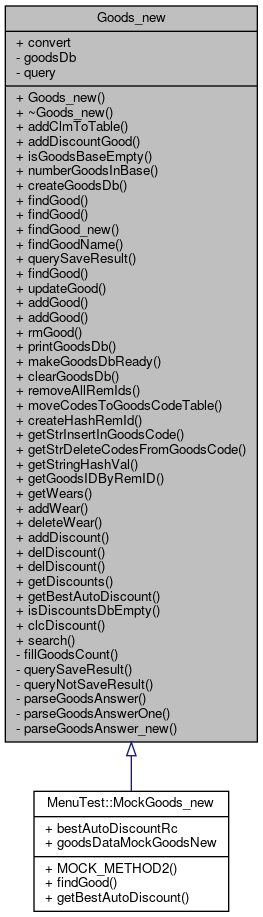 Goods_new
+ convert
- goodsDb
- query
+ Goods_new()
+ ~Goods_new()
+ addClmToTable()
+ addDiscountGood()
+ isGoodsBaseEmpty()
+ numberGoodsInBase()
+ createGoodsDb()
+ findGood()
+ findGood()
+ findGood_new()
+ findGoodName()
+ querySaveResult()
+ findGood()
+ updateGood()
+ addGood()
+ addGood()
+ rmGood()
+ printGoodsDb()
+ makeGoodsDbReady()
+ clearGoodsDb()
+ removeAllRemIds()
+ moveCodesToGoodsCodeTable()
+ createHashRemId()
+ getStrInsertInGoodsCode()
+ getStrDeleteCodesFromGoodsCode()
+ getStringHashVal()
+ getGoodsIDByRemID()
+ getWears()
+ addWear()
+ deleteWear()
+ addDiscount()
+ delDiscount()
+ delDiscount()
+ getDiscounts()
+ getBestAutoDiscount()
+ isDiscountsDbEmpty()
+ clcDiscount()
+ search()
- fillGoodsCount()
- querySaveResult()
- queryNotSaveResult()
- parseGoodsAnswer()
- parseGoodsAnswerOne()
- parseGoodsAnswer_new()
MenuTest::MockGoods_new
+ bestAutoDiscountRc
+ goodsDataMockGoodsNew
+ MOCK_METHOD2()
+ findGood()
+ getBestAutoDiscount()